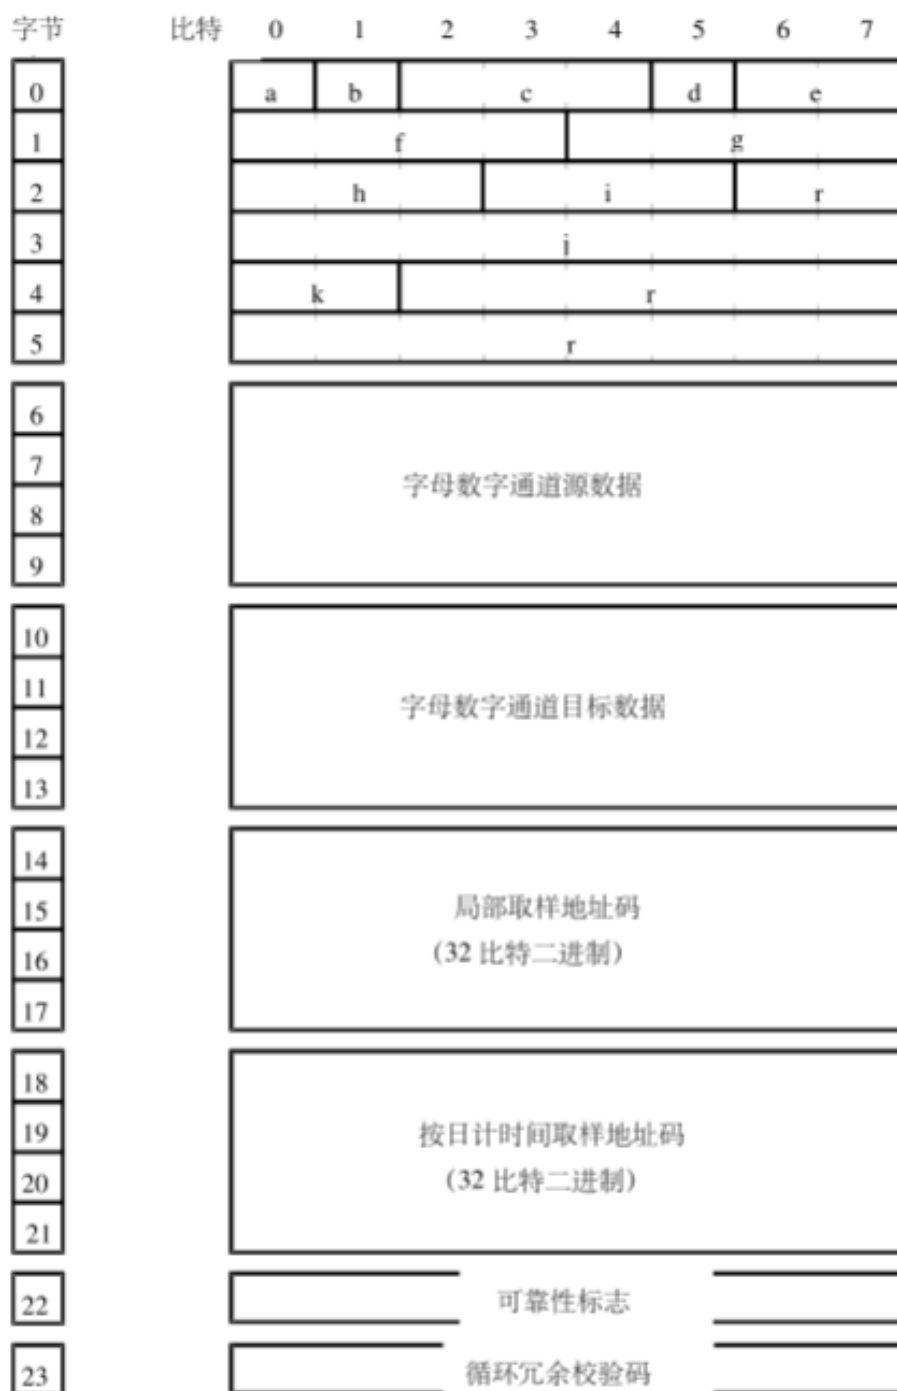 字节 比特 0 1 2 3 4 5 6 7
0 a b c d e
1 f g
2 h i r
3 j
4 k r
5 r
6
7
字母数字通道源数据
8
9
10
11
字母数字通道目标数据
12
13
14
15 局部取样地址码
16 (32 比特二进制)
17
18
19 按日计时间取样地址码
20 (32 比特二进制)
21
22 可靠性标志
23 循环冗余校验码